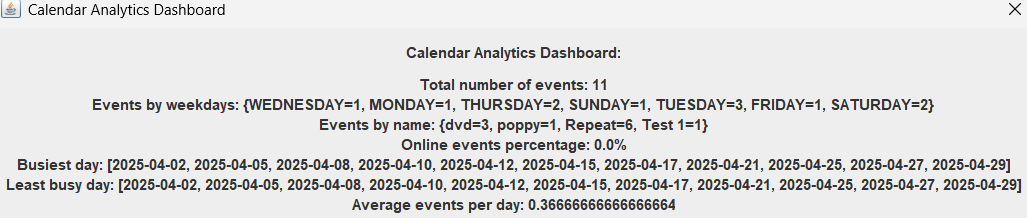 Calendar Analytics Dashboard
Calendar Analytics Dashboard:
Total number of events: 11
Events by weekdays: {WEDNESDAY=1, MONDAY=1, THURSDAY=2, SUNDAY=1, TUESDAY=3, FRIDAY=1, SATURDAY=2}
Events by name: {dvd=3, poppy=1, Repeat=6, Test 1=1}
Online events percentage: 0.0%
Busiest day: [2025-04-02, 2025-04-05, 2025-04-08, 2025-04-10, 2025-04-12, 2025-04-15, 2025-04-17, 2025-04-21, 2025-04-25, 2025-04-27, 2025-04-29]
Least busy day: [2025-04-02, 2025-04-05, 2025-04-08, 2025-04-10, 2025-04-12, 2025-04-15, 2025-04-17, 2025-04-21, 2025-04-25, 2025-04-27, 2025-04-29]
Average events per day: 0.36666666666666664